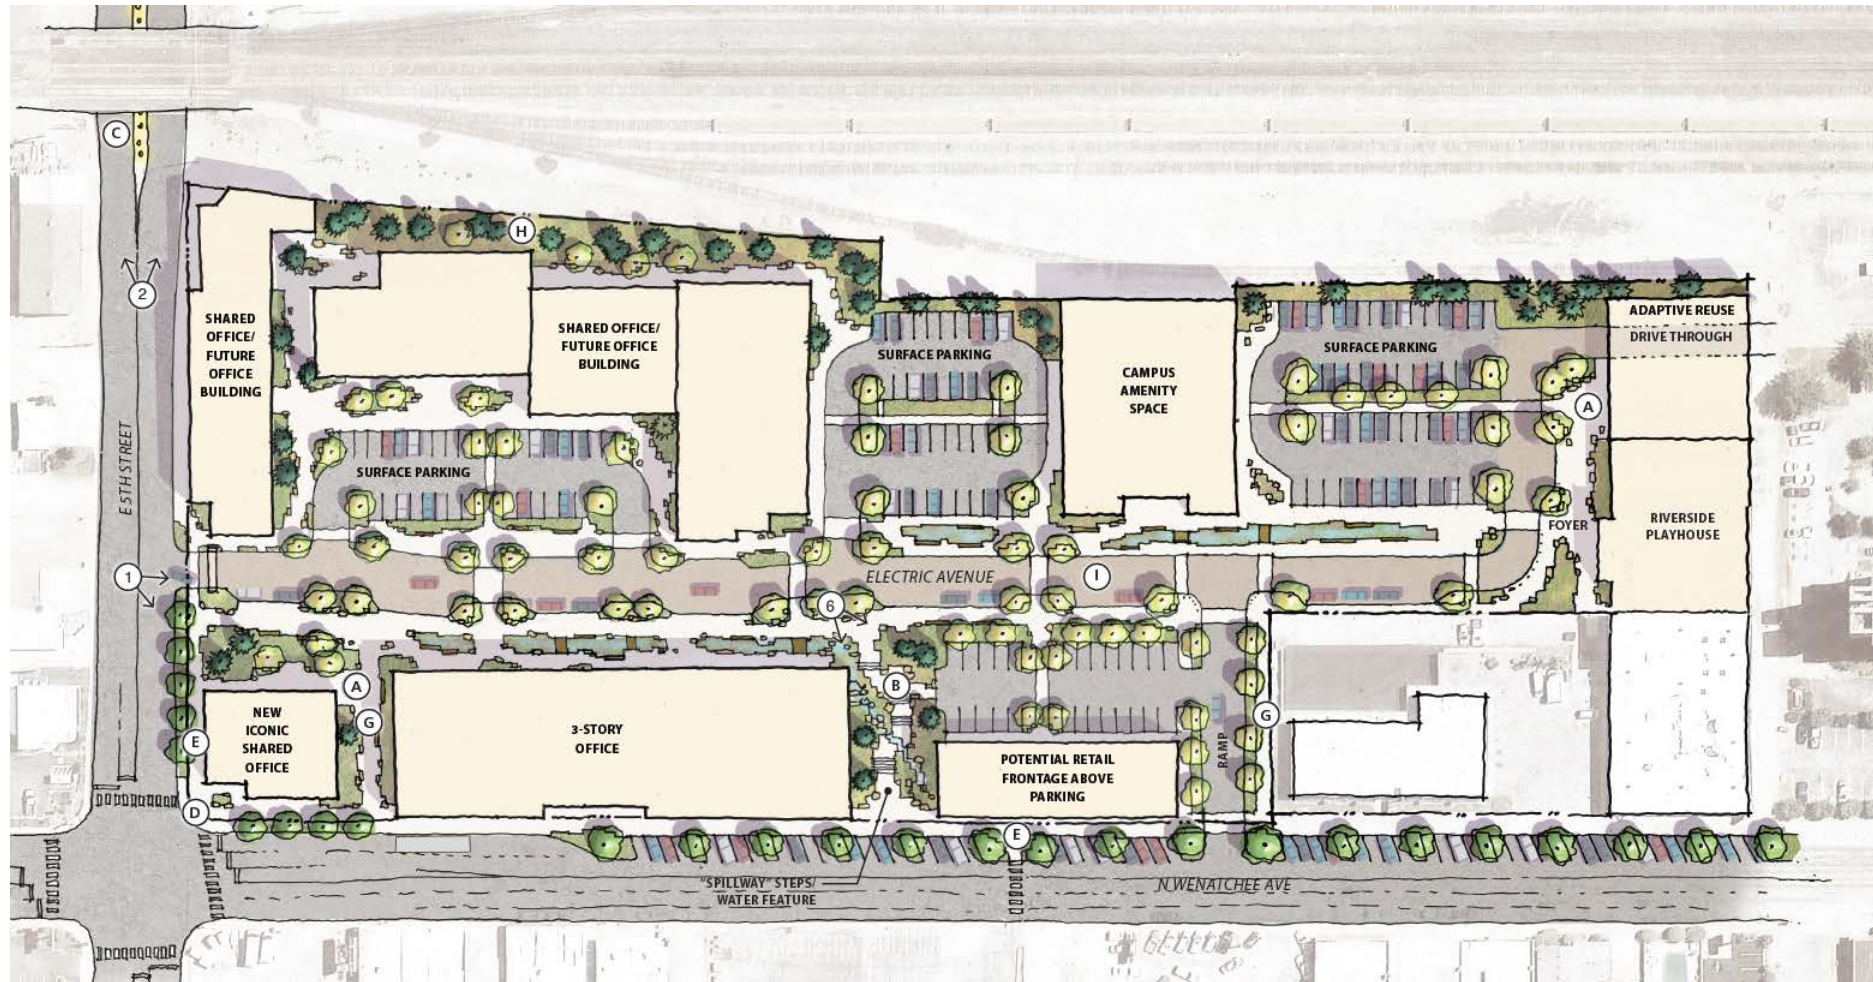 C
H
2
ADAPTIVE REUSE
DRIVE THROUGH
SHARED
OFFICE/
FUTURE
OFFICE
BUILDING
SHARED OFFICE/
FUTURE OFFICE
BUILDING
SURFACE PARKING
CAMPUS
AMENITY
SPACE
SURFACE PARKING
A
E 5TH STREET
SURFACE PARKING
FOYER
RIVERSIDE
PLAYHOUSE
1
ELECTRIC AVENUE
I
6
A
B
G
G
NEW
ICONIC
SHARED
OFFICE
E
3-STORY
OFFICE
POTENTIAL RETAIL
FRONTAGE ABOVE
PARKING
RAMP
D
E
"SPILLWAY" STEPS/
WATER FEATURE
N WENATCHEE AVE